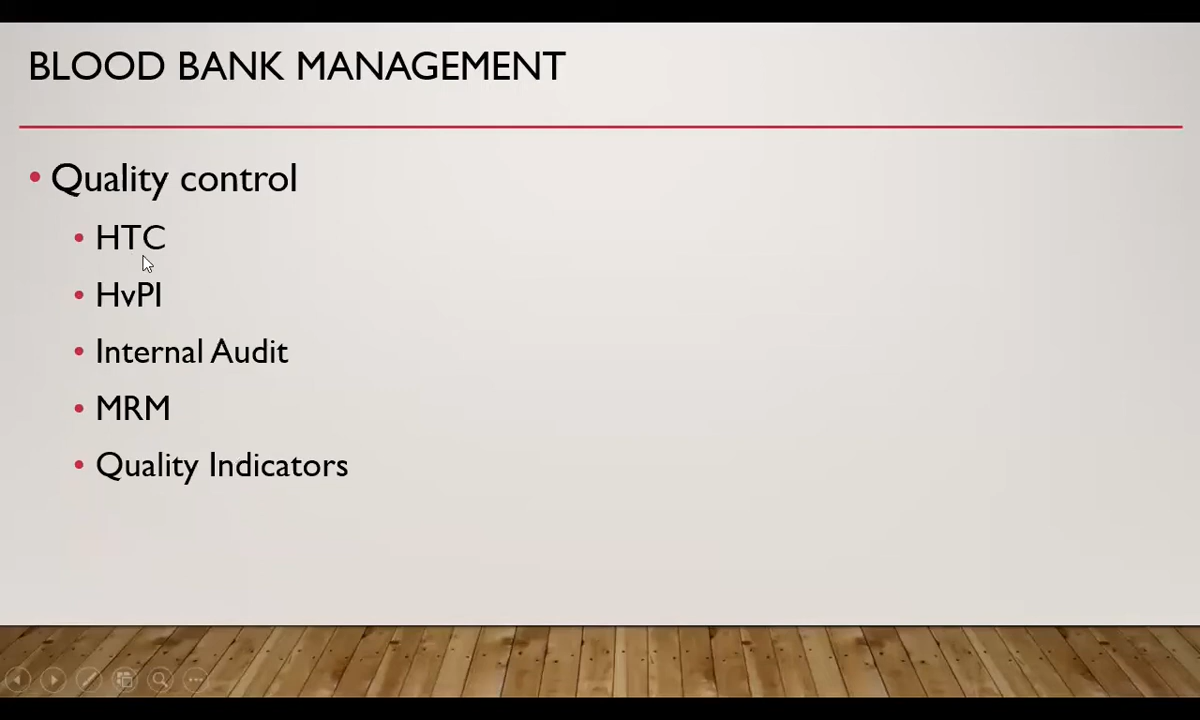 BLOOD BANK MANAGEMENT
• Quality control
• HTC
• HvPI
• Internal Audit
• MRM
• Quality Indicators